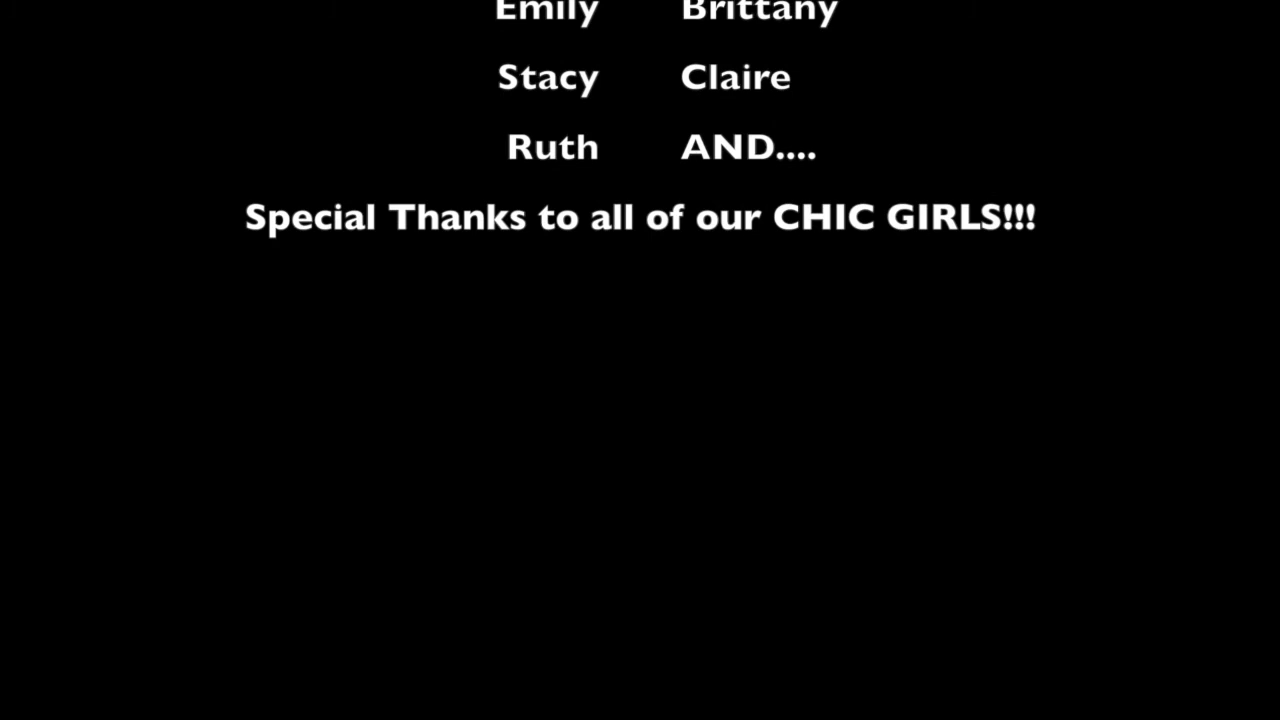 Emily Brittany
Stacy Claire
Ruth AND....
Special Thanks to all of our CHIC GIRLS!!!